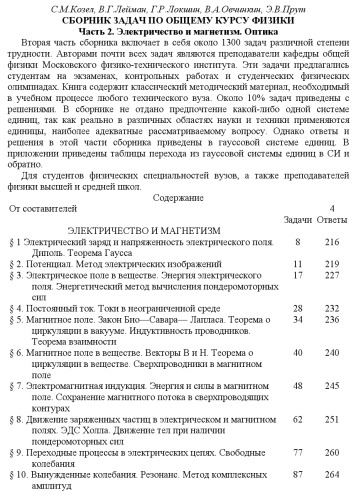 С.М.Козел, В.Г.Лейман, Г.Р.Локшин, В.А.Овчинкин, Э.В.Прут
СБОРНИК ЗАДАЧ ПО ОБЩЕМУ КУРСУ ФИЗИКИ
Часть 2. Электричество и магнетизм. Оптика
Вторая часть сборника включает в себя около 1300 задач различной степени
трудности. Авторами почти всех задач являются преподаватели кафедры общей
физики Московского физико-технического института. Эти задачи предлагались
студентам на экзаменах, контрольных работах и студенческих физических
олимпиадах. Книга содержит классический методический материал, необходимый
в учебном процессе любого технического вуза. Около 10% задач приведены с
решениями. В сборнике не отдано предпочтение какой-либо одной системе
единиц, так как реально в различных областях науки и техники применяются
единицы, наиболее адекватные рассматриваемому вопросу. Однако ответы и
решения в этой части сборника приведены в гауссовой системе единиц. В
приложении приведены таблицы перехода из гауссовой системы единиц в СИ и
обратно.
Для студентов физических специальностей вузов, а также преподавателей
физики высшей и средней школ.
Содержание
От составителей 4
Задачи Ответы
ЭЛЕКТРИЧЕСТВО И МАГНЕТИЗМ
§ 1 Электрический заряд и напряженность электрического поля. 8 216
Диполь. Теорема Гаусса
§ 2. Потенциал. Метод электрических изображений 11 219
§ 3. Электрическое поле в веществе. Энергия электрического 17 227
поля. Энергетический метод вычисления пондеромоторных
сил
§ 4. Постоянный ток. Токи в неограниченной среде 28 232
§ 5. Магнитное поле. Закон Био—Савара— Лапласа. Теорема о 34 236
циркуляции в вакууме. Индуктивность проводников.
Теорема взаимности
§ 6. Магнитное поле в веществе. Векторы В и Н. Теорема о 40 240
циркуляции в веществе. Сверхпроводники в магнитном
поле
§ 7. Электромагнитная индукция. Энергия и силы в магнитном 48 245
поле. Сохранение магнитного потока в сверхпроводящих
контурах
§ 8. Движение заряженных частиц в электрическом и магнитном 62 251
полях. ЭДС Холла. Движение тел при наличии
пондеромоторных сил
§ 9. Переходные процессы в электрических цепях. Свободные 77 260
колебания
§ 10. Вынужденные колебания. Резонанс. Метод комплексных 87 264
амплитуд